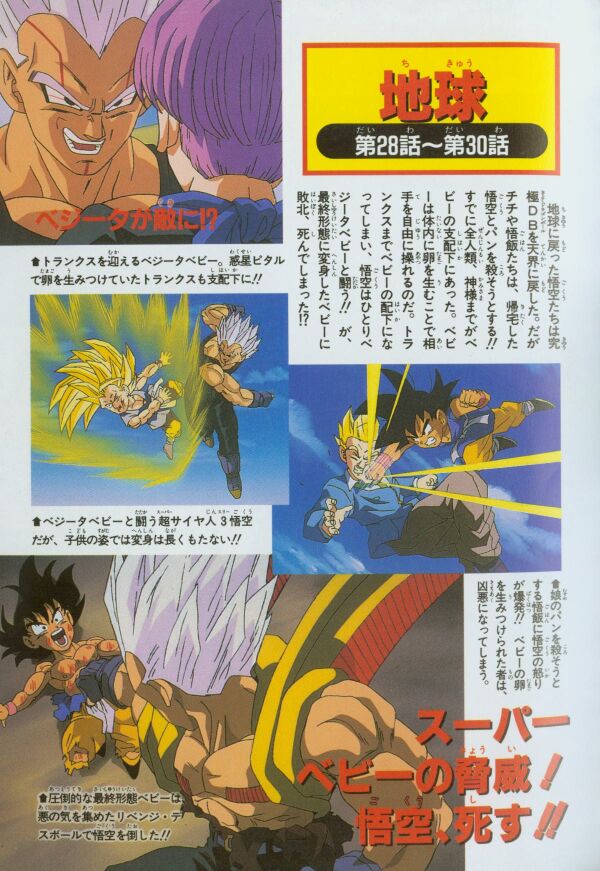 地球
第28話〜第30話
地球に戻った悟空たちは究
極DBを全界に戻した。だが
チチや悟飯たちは、帰宅した
悟空とパンを殺そうとする!!
すでに全人類、神様までがベ
ビーの支配下にあった。ベビ
ーは体内に卵を生むことで相
手を自由に操れるのだ。トラ
ンクスまでベビーの配下にな
ってしまい、悟空はひとりベ
ジータベビーと闘う!! が、
最終形態に変身したベビーに
敗北、死んでしまった!?
ベジータが敵に!?
⬆トランクスを迎えるベジータベビー。惑星ピタル
で卵を生みつけていたトランクスも支配下に!!
⬆ベジータベビーと闘う超サイヤ人3悟空
だが、子供の姿では変身は長くもたない!!
⬆娘のパンを殺そうと
する悟飯に悟空の怒り
が爆発!! ベビーの卵
を生みつけられた者は、
凶悪になってしまう。
スーパー
ベビーの脅威!
悟空、死す!!
⬆圧倒的な最終形態ベビーは、
悪の気を集めたリベンジ・デ
スボールで悟空を倒した!!